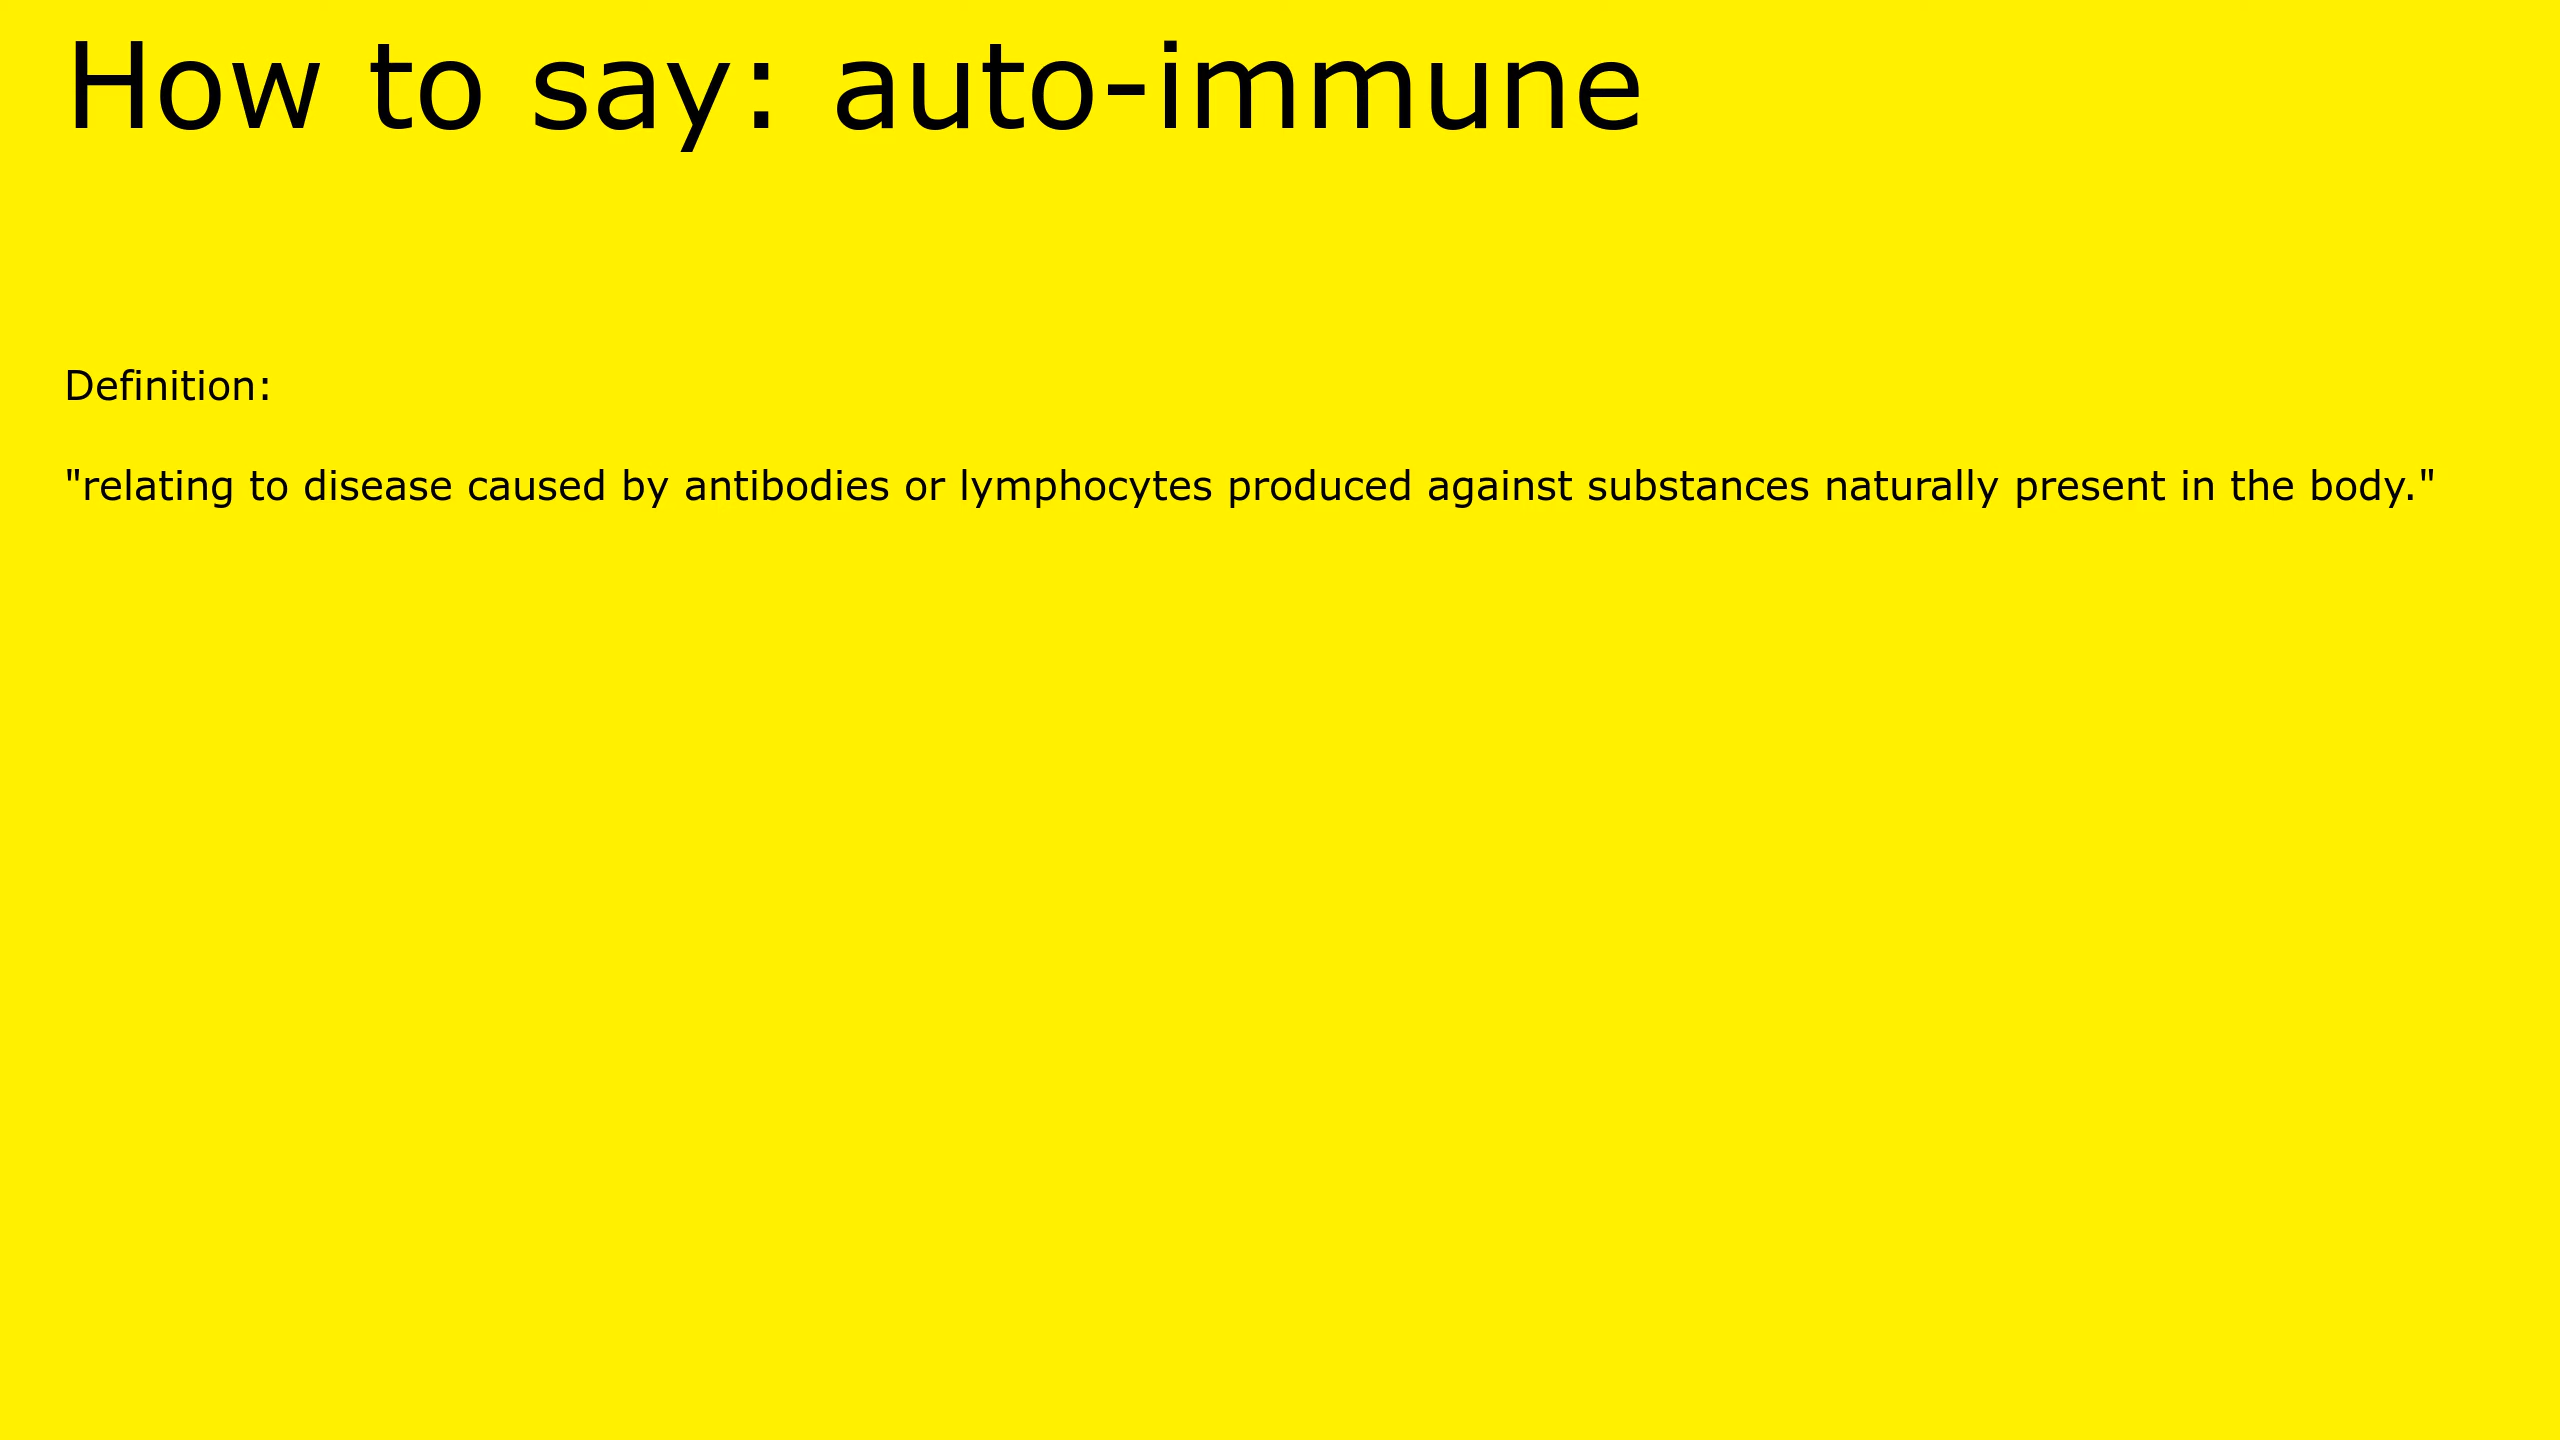 How to say: auto-immune
Definition:
"relating to disease caused by antibodies or lymphocytes produced against substances naturally present in the body."